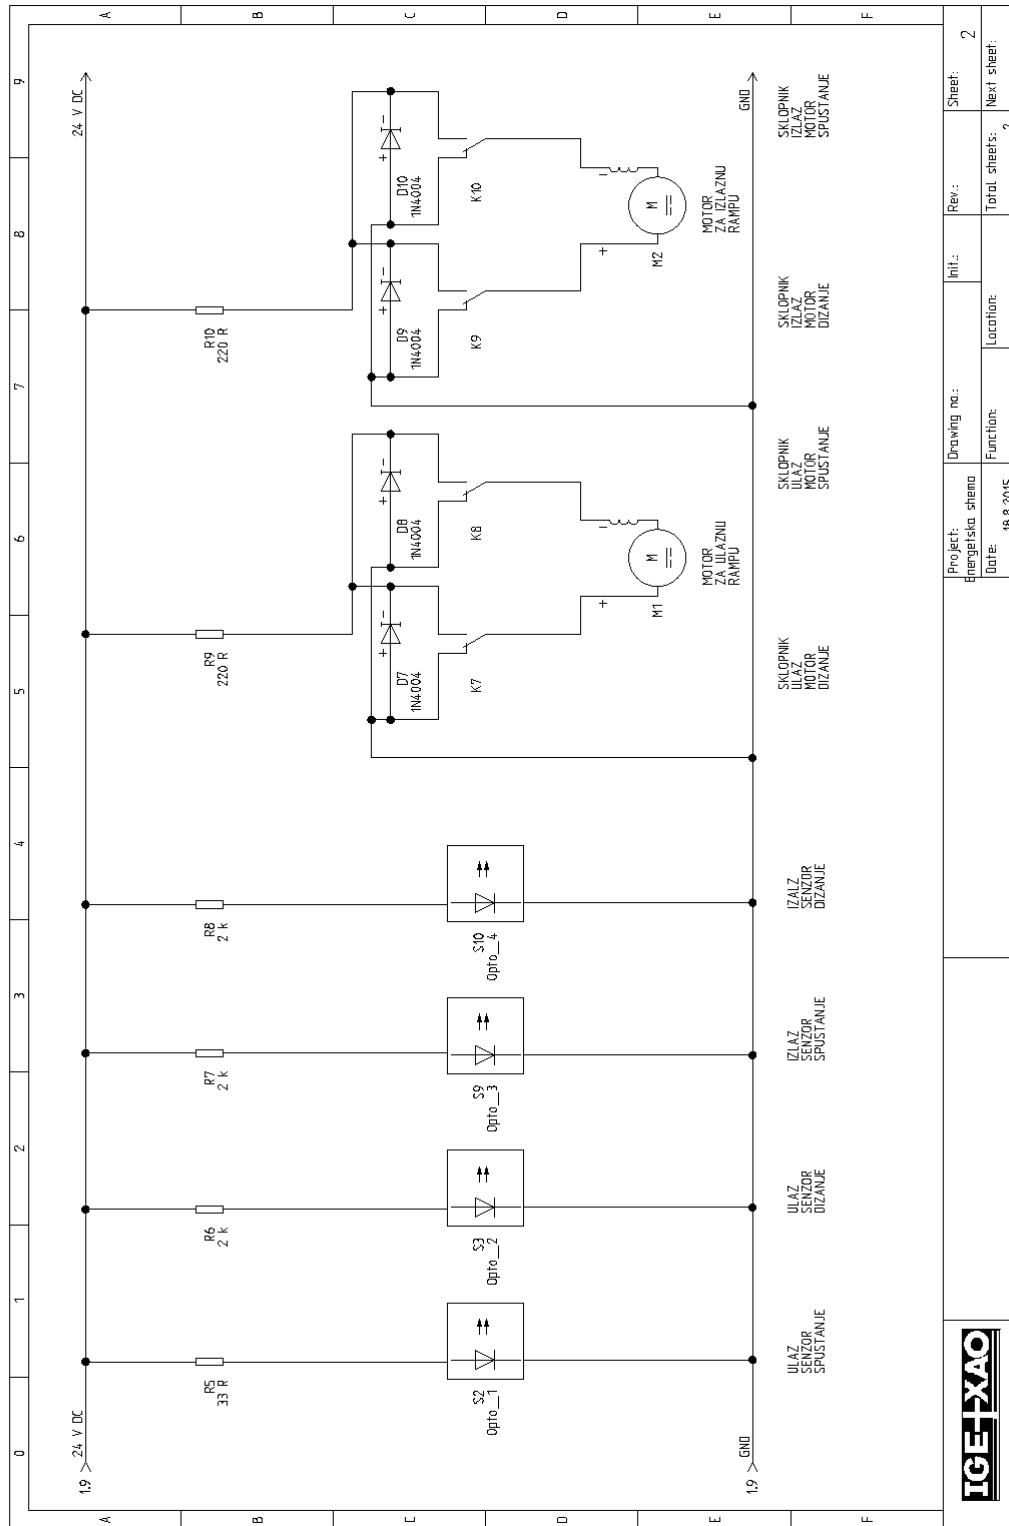 0 1 2 3 4 5 6 7 8 9
A
B
C
D
E
F
1.9
24 V DC
24 V DC
R5
33 R
R6
2 k
R7
2 k
R8
2 k
R9
220 R
R10
220 R
D7
1N4004
+ -
D8
1N4004
+ -
D9
1N4004
+ -
D10
1N4004
+ -
S2
Opto__1
S3
Opto__2
S9
Opto__3
S10
Opto__4
K7
K8
K9
K10
+ -
M
M1
MOTOR
ZA ULAZNU
RAMPU
+ -
M
M2
MOTOR
ZA IZLAZNU
RAMPU
1.9
GND
GND
ULAZ
SENZOR
SPUSTANJE
ULAZ
SENZOR
DIZANJE
IZLAZ
SENZOR
SPUSTANJE
IZALZ
SENZOR
DIZANJE
SKLOPNIK
ULAZ
MOTOR
DIZANJE
SKLOPNIK
ULAZ
MOTOR
SPUSTANJE
SKLOPNIK
IZLAZ
MOTOR
DIZANJE
SKLOPNIK
IZLAZ
MOTOR
SPUSTANJE
A
B
C
D
E
F
IGE+XAO
Project:
Energetska shema
Drawing no.:
Init.:
Rev.:
Sheet:
2
Date:
Function:
Location:
Total sheets:
Next sheet: